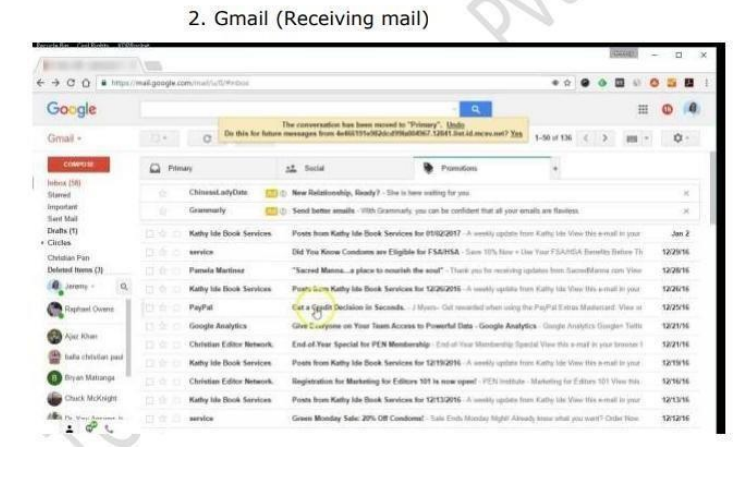 2. Gmail (Receiving mail)
https://mail.google.com/mail/u/0/#inbox
Google
The conversation has been moved to "Primary". Undo
Do this for future messages from Yes
Gmail
1-50 of 136
COMPOSE
Primary
Social
Promotions
Inbox (56)
Starred
Important
Sent Mail
Drafts (1)
Circles
Christian Pan
Deleted Items (3)
Jeremy
Raphael Owens
Ajaz Khan
balla christian paul
Bryan Matianga
Chuck McKnight
ChineseLadyDate Ad New Relationship, Ready? - She is here waiting for you.
Grammarly Ad Send better emails - With Grammarly, you can be confident that all your emails are flawless.
Kathy Ide Book Services Posts from Kathy Ide Book Services for 01/02/2017 - A weekly update from Kathy Ide View this e-mail in your Jan 2
service Did You Know Condoms are Eligible for FSA/HSA - Save 10% Now + Use Your FSA/HSA Benefits Before Th 12/29/16
Pamela Martinez "Sacred Manna...a place to nourish the soul" - Thank you for receiving updates from SacredManna.com View 12/28/16
Kathy Ide Book Services Posts from Kathy Ide Book Services for 12/26/2016 - A weekly update from Kathy Ide View this e-mail in your 12/26/16
PayPal Get a Credit Decision in Seconds. - J Myers- Get rewarded when using the PayPal Extras Mastercard. View 12/25/16
Google Analytics Give Everyone on Your Team Access to Powerful Data - Google Analytics - Google Analytics Google+ 12/21/16
Christian Editor Network. End-of-Year Special for PEN Membership - End-of-Year Membership Special View this e-mail in your browser 12/21/16
Kathy Ide Book Services Posts from Kathy Ide Book Services for 12/19/2016 - A weekly update from Kathy Ide View this e-mail in your 12/19/16
Christian Editor Network. Registration for Marketing for Editors 101 is now open! - PEN Institute - Marketing for Editors 101 View this 12/16/16
Kathy Ide Book Services Posts from Kathy Ide Book Services for 12/13/2016 - A weekly update from Kathy Ide View this e-mail in your 12/13/16
service Green Monday Sale: 20% Off Condoms! - Sale Ends Monday Night! Already know what you want? Order Now 12/12/16